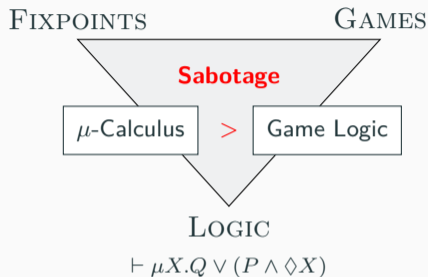 FIXPOINTS GAMES
Sabotage
μ-Calculus > Game Logic
LOGIC
⊢ μX.Q ∨ (P ∧ ◊X)